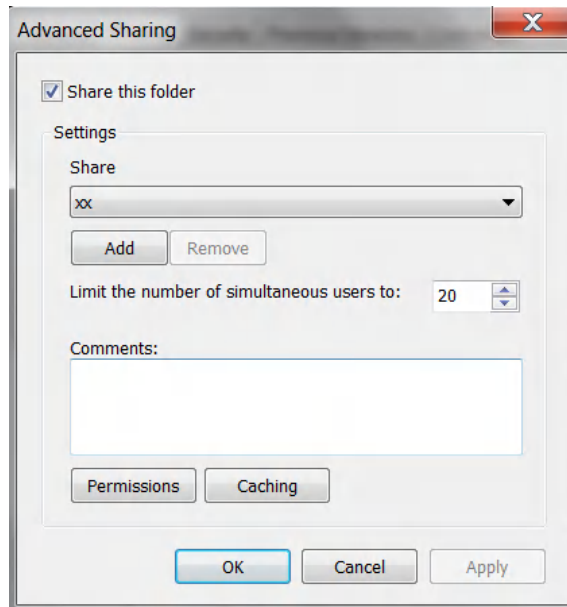 Advanced Sharing
Share this folder
Settings
Share
xx
Add Remove
Limit the number of simultaneous users to: 20
Comments:
Permissions Caching
OK Cancel Apply